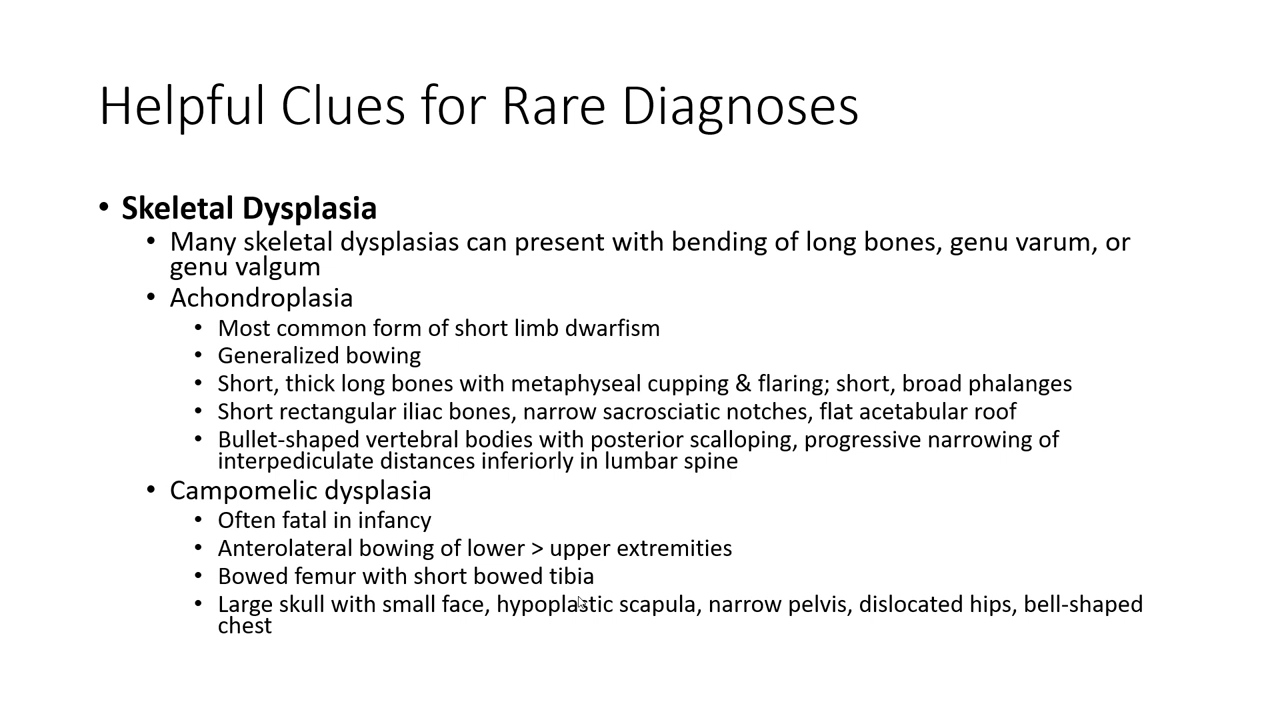 Helpful Clues for Rare Diagnoses
• Skeletal Dysplasia
• Many skeletal dysplasias can present with bending of long bones, genu varum, or
genu valgum
• Achondroplasia
• Most common form of short limb dwarfism
• Generalized bowing
• Short, thick long bones with metaphyseal cupping & flaring; short, broad phalanges
• Short rectangular iliac bones, narrow sacrosciatic notches, flat acetabular roof
• Bullet-shaped vertebral bodies with posterior scalloping, progressive narrowing of
interpediculate distances inferiorly in lumbar spine
• Campomelic dysplasia
• Often fatal in infancy
• Anterolateral bowing of lower > upper extremities
• Bowed femur with short bowed tibia
• Large skull with small face, hypoplastic scapula, narrow pelvis, dislocated hips, bell-shaped
chest